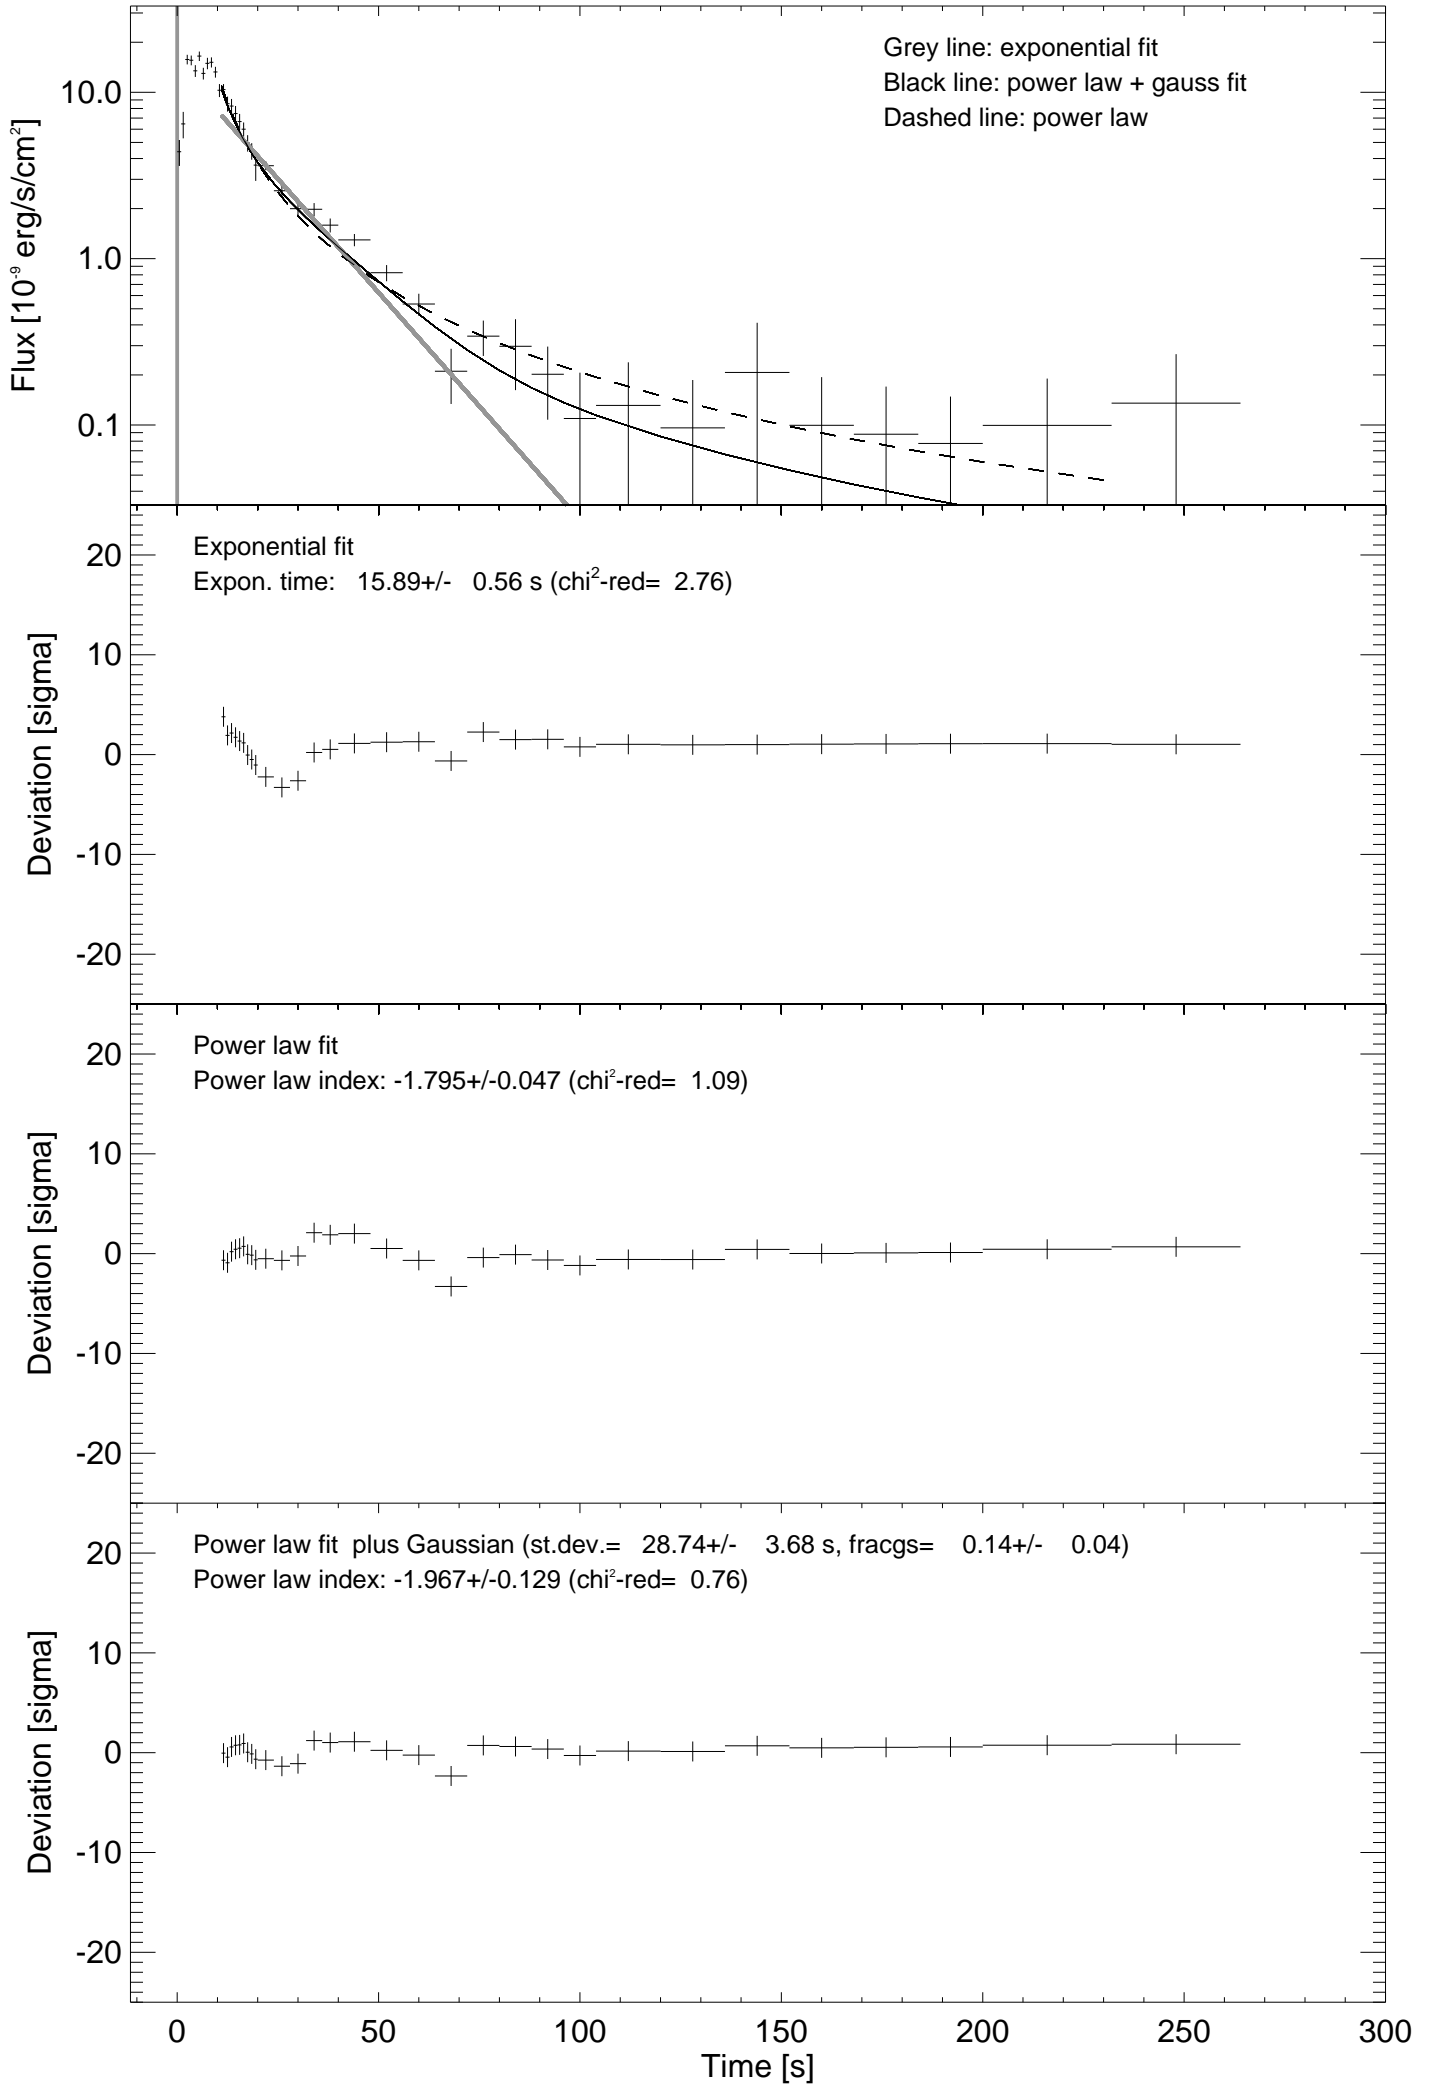 Grey line: exponential fit
Black line: power law + gauss fit
Dashed line: power law
10.0
1.0
0.1
Flux [10⁻⁹ erg/s/cm²]
Exponential fit
Expon. time: 15.89+/- 0.56 s (chi²-red= 2.76)
20
10
0
-10
-20
Deviation [sigma]
Power law fit
Power law index: -1.795+/-0.047 (chi²-red= 1.09)
20
10
0
-10
-20
Deviation [sigma]
Power law fit plus Gaussian (st.dev.= 28.74+/- 3.68 s, fracgs= 0.14+/- 0.04)
Power law index: -1.967+/-0.129 (chi²-red= 0.76)
20
10
0
-10
-20
Deviation [sigma]
0 50 100 150 200 250 300
Time [s]